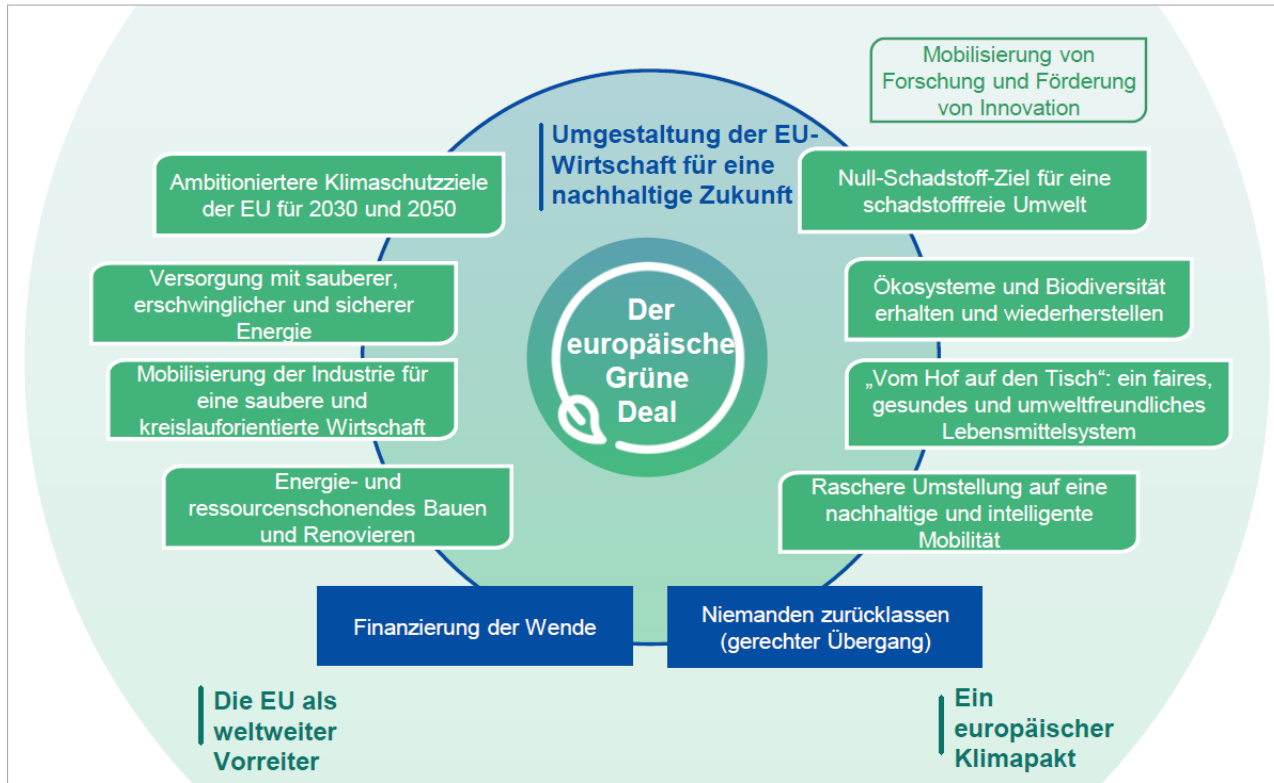 Mobilisierung von
Forschung und Förderung
von Innovation
Umgestaltung der EU-
Wirtschaft für eine
nachhaltige Zukunft
Ambitioniertere Klimaschutzziele
der EU für 2030 und 2050
Null-Schadstoff-Ziel für eine
schadstofffreie Umwelt
Versorgung mit sauberer,
erschwinglicher und sicherer
Energie
Ökosysteme und Biodiversität
erhalten und wiederherstellen
Der
europäische
Grüne
Deal
Mobilisierung der Industrie für
eine saubere und
kreislauforientierte Wirtschaft
„Vom Hof auf den Tisch“: ein faires,
gesundes und umweltfreundliches
Lebensmittelsystem
Energie- und
ressourcenschonendes Bauen
und Renovieren
Raschere Umstellung auf eine
nachhaltige und intelligente
Mobilität
Finanzierung der Wende
Niemanden zurücklassen
(gerechter Übergang)
Die EU als
weltweiter
Vorreiter
Ein
europäischer
Klimapakt